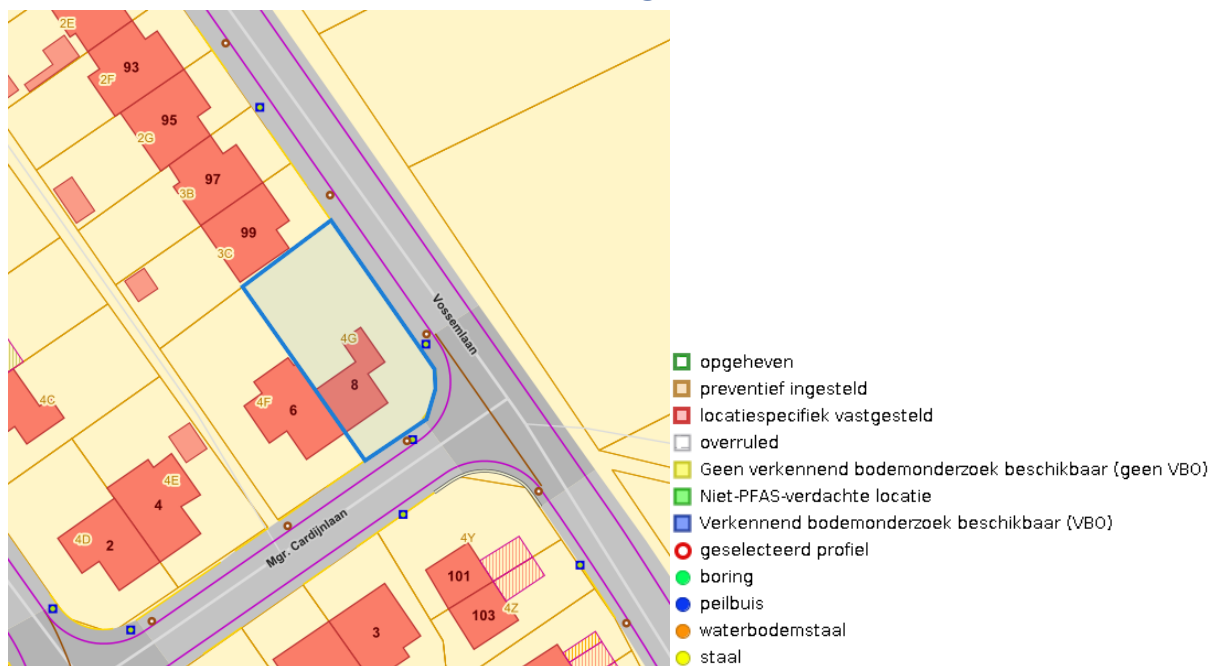 2E
93
2F
95
2G
97
3B
99
3C
Vossemlaan
4G
8
4F
6
4C
4E
4
4D
2
Mgr. Cardijnlaan
4Y
101
103
4Z
3
opgeheven
preventief ingesteld
locatiespecifiek vastgesteld
overruled
Geen verkennend bodemonderzoek beschikbaar (geen VBO)
Niet-PFAS-verdachte locatie
Verkennend bodemonderzoek beschikbaar (VBO)
geselecteerd profiel
boring
peilbuis
waterbodemstaal
staal